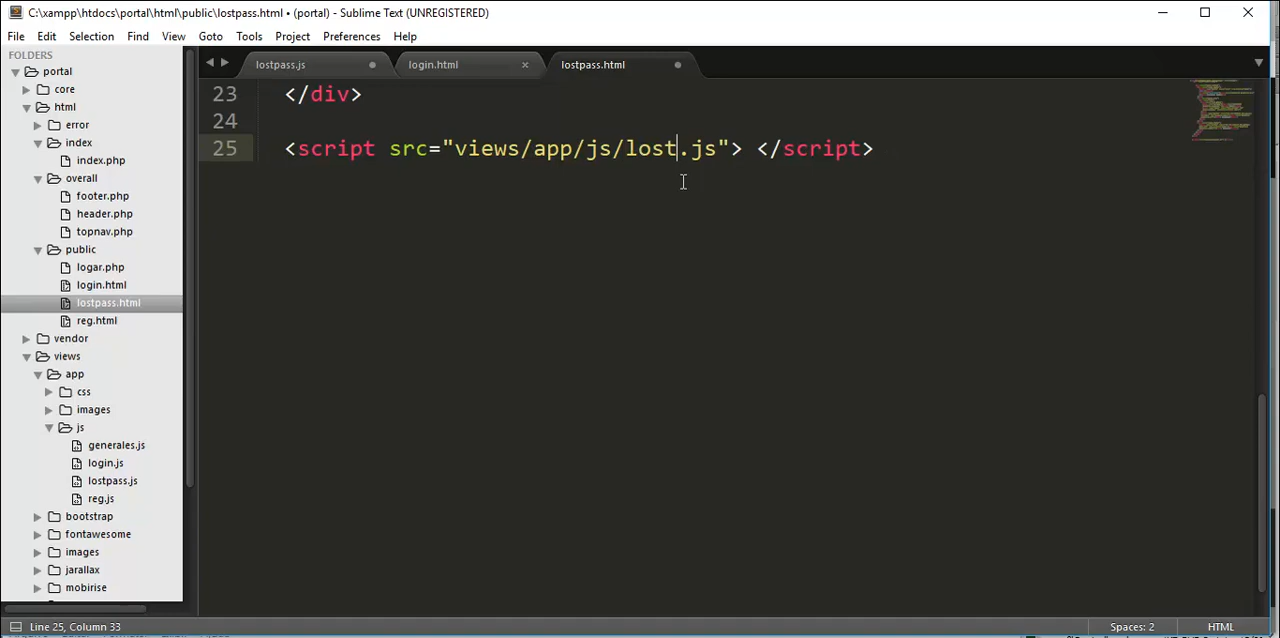 C:\xampp\htdocs\portal\html\public\lostpass.html • (portal) - Sublime Text (UNREGISTERED)
File Edit Selection Find View Goto Tools Project Preferences Help
FOLDERS
portal
core
html
error
index
index.php
overall
footer.php
header.php
topnav.php
public
logar.php
login.html
lostpass.html
reg.html
vendor
views
app
css
images
js
generales.js
login.js
lostpass.js
reg.js
bootstrap
fontawesome
images
jarallax
mobirise
lostpass.js login.html lostpass.html
23 </div>
24
25 <script src="views/app/js/lost.js"> </script>
Line 25, Column 33 Spaces: 2 HTML